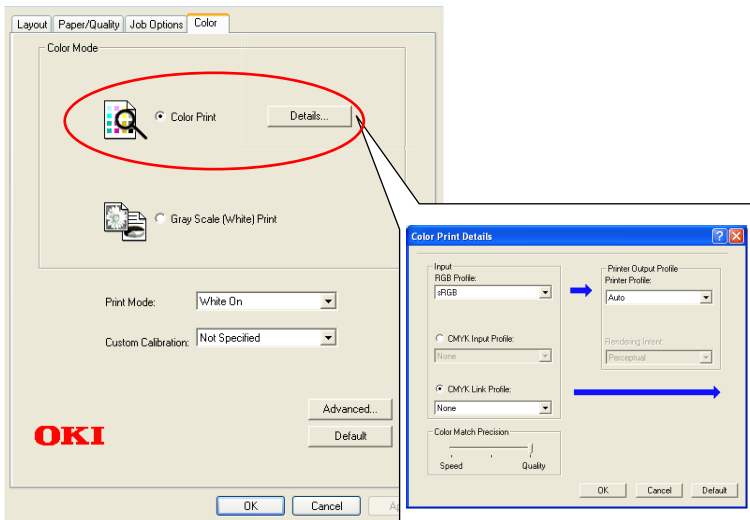 Layout Paper/Quality Job Options Color
Color Mode
Color Print Details...
Gray Scale (White) Print
Print Mode: White On
Custom Calibration: Not Specified
Advanced...
Default
OKI
OK Cancel
Color Print Details
Input
RGB Profile:
sRGB
CMYK Input Profile:
None
CMYK Link Profile:
None
Printer Output Profile
Printer Profile:
Auto
Rendering Intent:
Perceptual
Color Match Precision
Speed Quality
OK Cancel Default